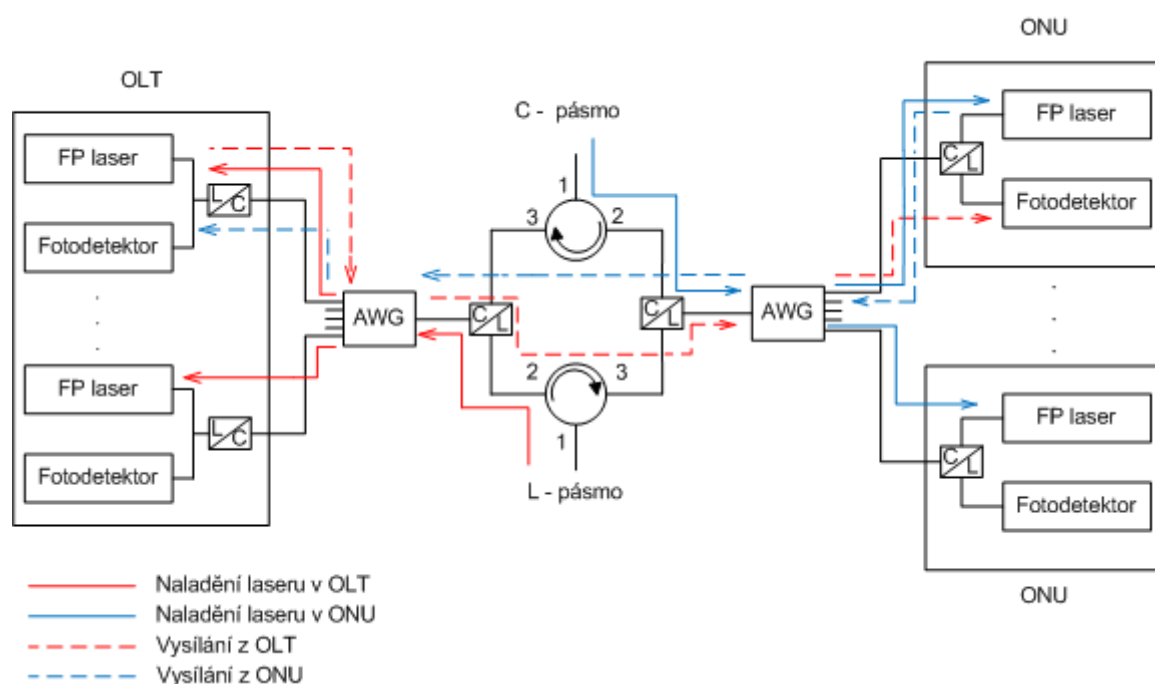 ONU
OLT
C - pásmo
FP laser
Fotodetektor
L/C
.
.
.
FP laser
Fotodetektor
L/C
AWG
C/L
1
3
2
2
3
1
L - pásmo
C/L
AWG
FP laser
C/L
Fotodetektor
.
.
.
FP laser
C/L
Fotodetektor
ONU
Naladění laseru v OLT
Naladění laseru v ONU
Vysílání z OLT
Vysílání z ONU